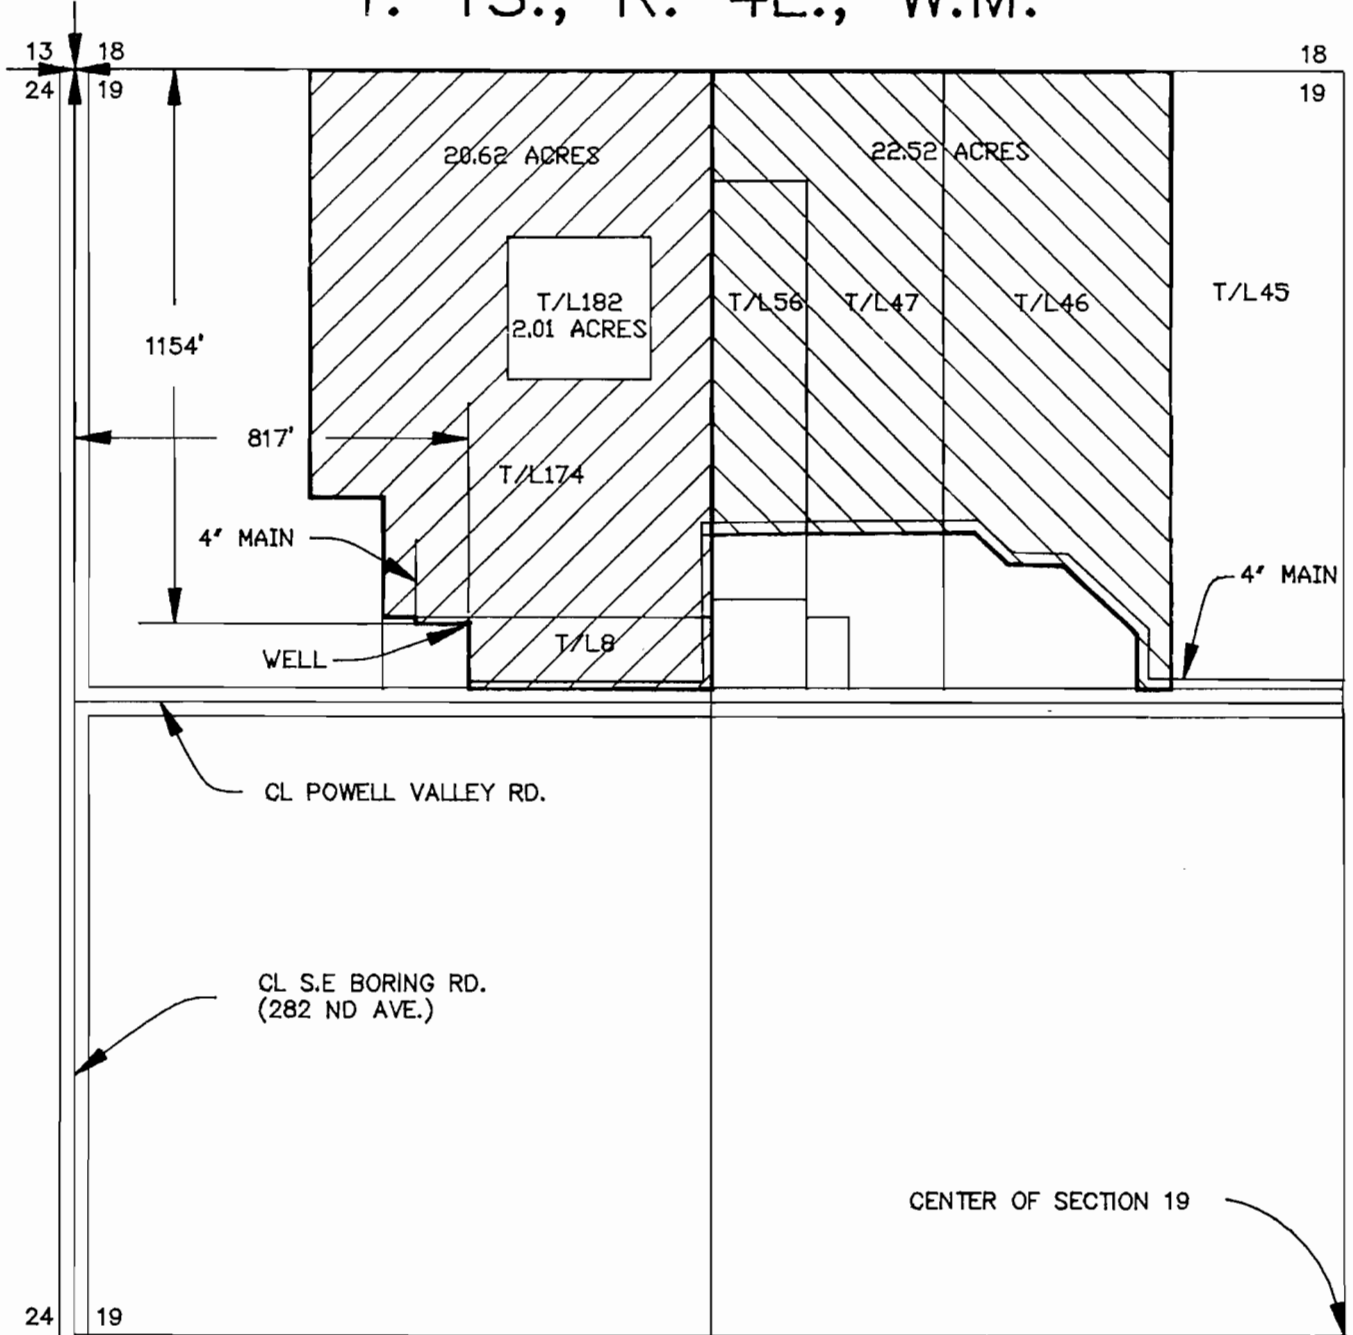 13 18
18
24 19
19
20.62 ACRES
22.52 ACRES
T/L182
2.01 ACRES
T/L56
T/L47
T/L46
T/L45
1154'
817'
T/L174
4" MAIN
4" MAIN
T/L8
WELL
CL POWELL VALLEY RD.
CL S.E BORING RD.
(282 ND AVE.)
CENTER OF SECTION 19
24 19